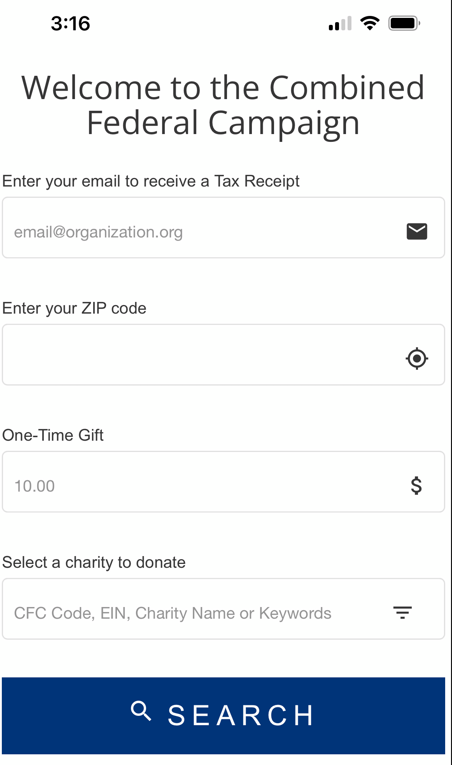 3:16
Welcome to the Combined
Federal Campaign
Enter your email to receive a Tax Receipt
email@organization.org
Enter your ZIP code
One-Time Gift
10.00 $
Select a charity to donate
CFC Code, EIN, Charity Name or Keywords
SEARCH